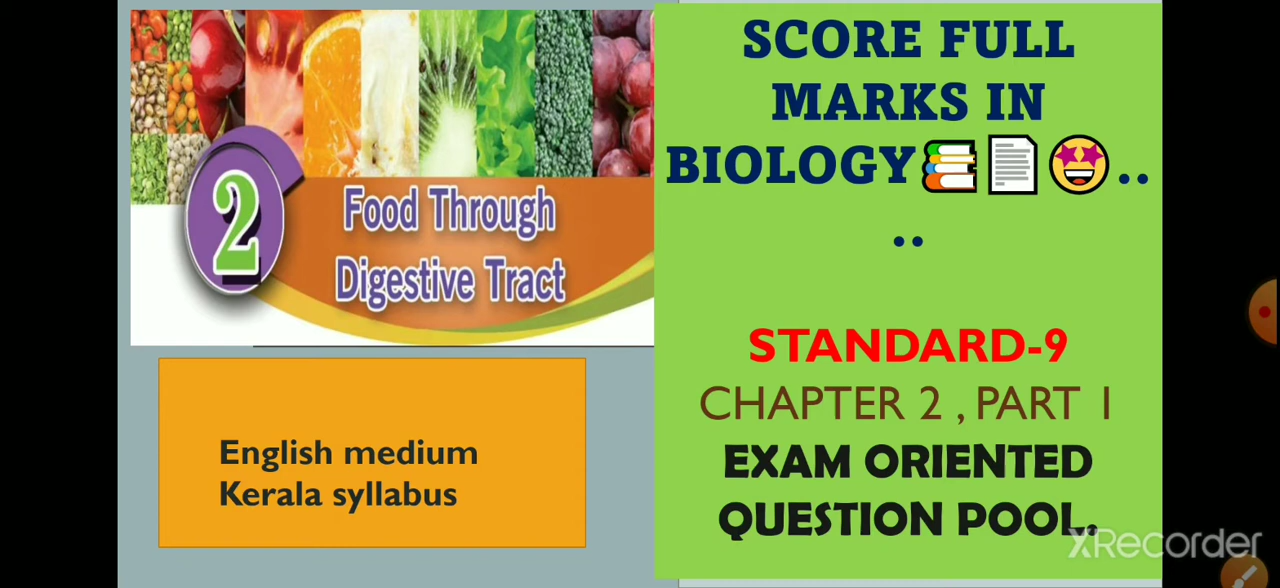 2
Food Through
Digestive Tract
English medium
Kerala syllabus
SCORE FULL
MARKS IN
BIOLOGY📚📄🤩..
..
STANDARD-9
CHAPTER 2 , PART 1
EXAM ORIENTED
QUESTION POOL.
XRecorder